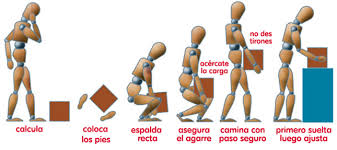 calcula
coloca
los pies
espalda
recta
acércate
la carga
asegura
el agarre
no des
tirones
camina con
paso seguro
primero suelta
luego ajusta